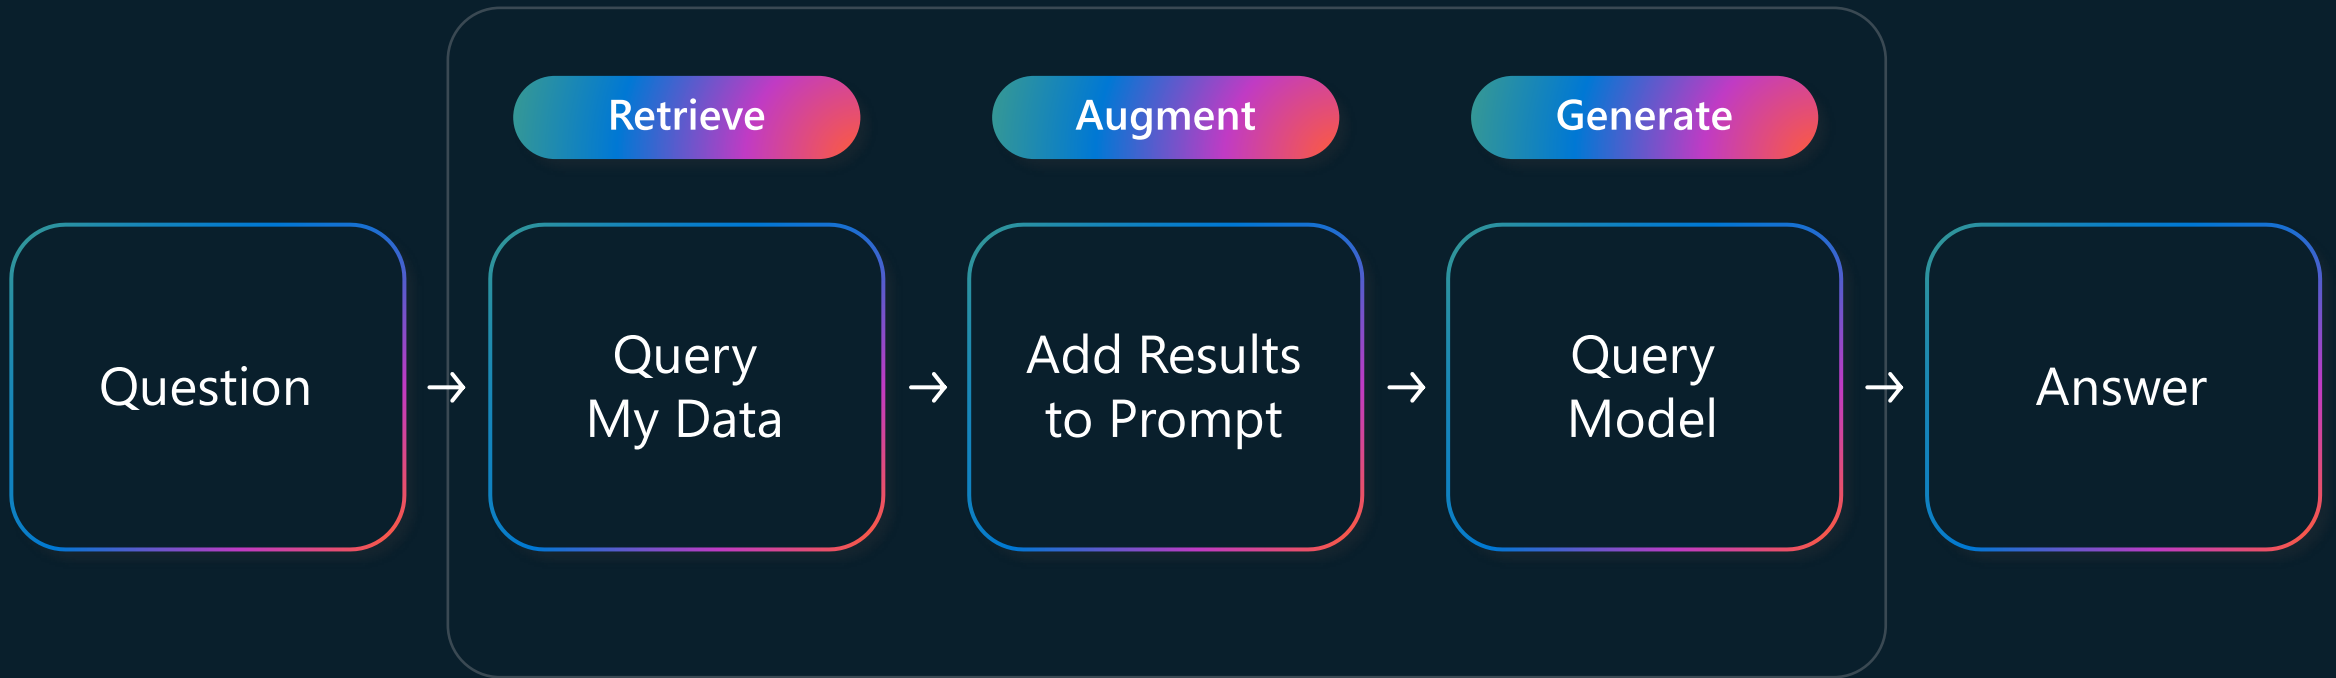 Retrieve
Augment
Generate
Question
Query
My Data
Add Results
to Prompt
Query
Model
Answer